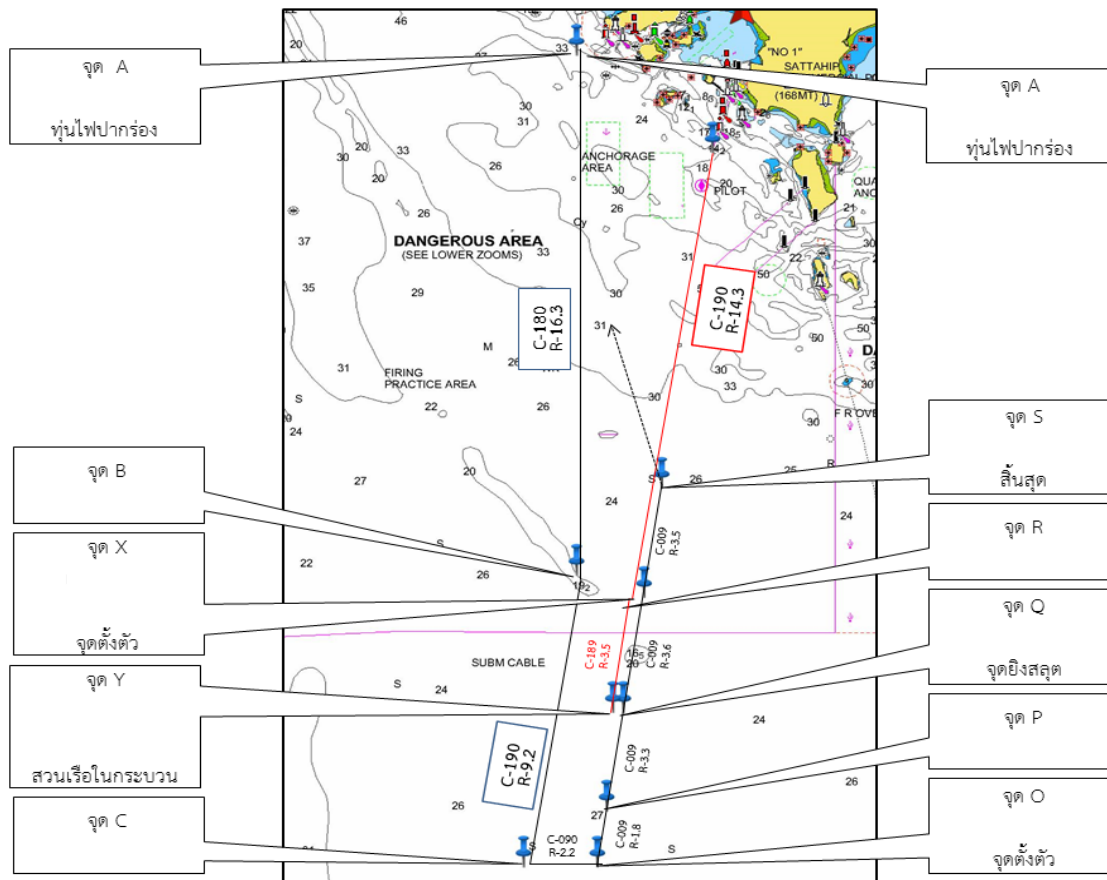 จุด A
ทุ่นไฟปากร่อง
จุด A
ทุ่นไฟปากร่อง
46
20
33
30
31
24
"NO 1"
SATTAHIP
(168MT)
33
20
30
20
26
ANCHORAGE
AREA
18
20
PILOT
30
26
26
Cy
21
37
DANGEROUS AREA
(SEE LOWER ZOOMS)
33
31
22
50
35
29
30
C-180
R-16.3
C-190
R-14.3
31
M
50
50
31
FIRING
PRACTICE AREA
26
30
33
30
S
22
26
30
30
24
จุด S
สิ้นสุด
จุด B
20
27
S
26
25
R
24
24
C-009
R-3.5
จุด R
จุด X
จุดตั้งตัว
S
22
26
19₂
จุด Q
จุดยิงสลุต
C-189
R-3.5
C-009
R-3.6
20
SUBM CABLE
จุด Y
สวนเรือในกระบวน
S
24
24
จุด P
C-190
R-9.2
C-009
R-3.3
26
26
27
จุด C
จุด O
จุดตั้งตัว
C-009
R-1.8
C-090
R-2.2
S
S